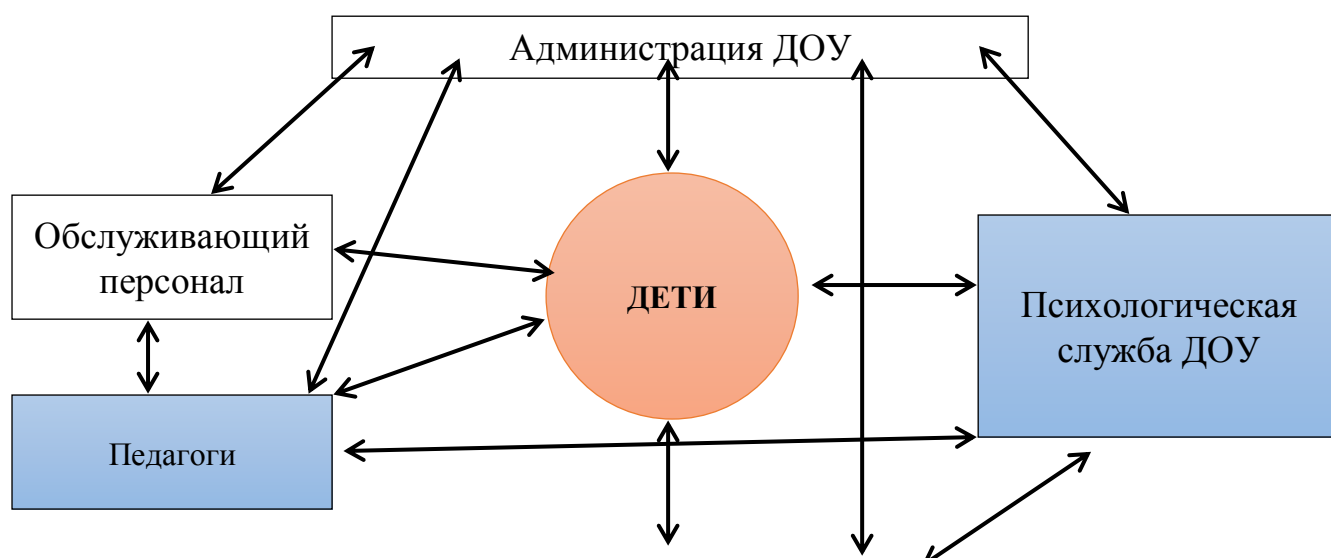 Администрация ДОУ
Обслуживающий
персонал
ДЕТИ
Психологическая
служба ДОУ
Педагоги